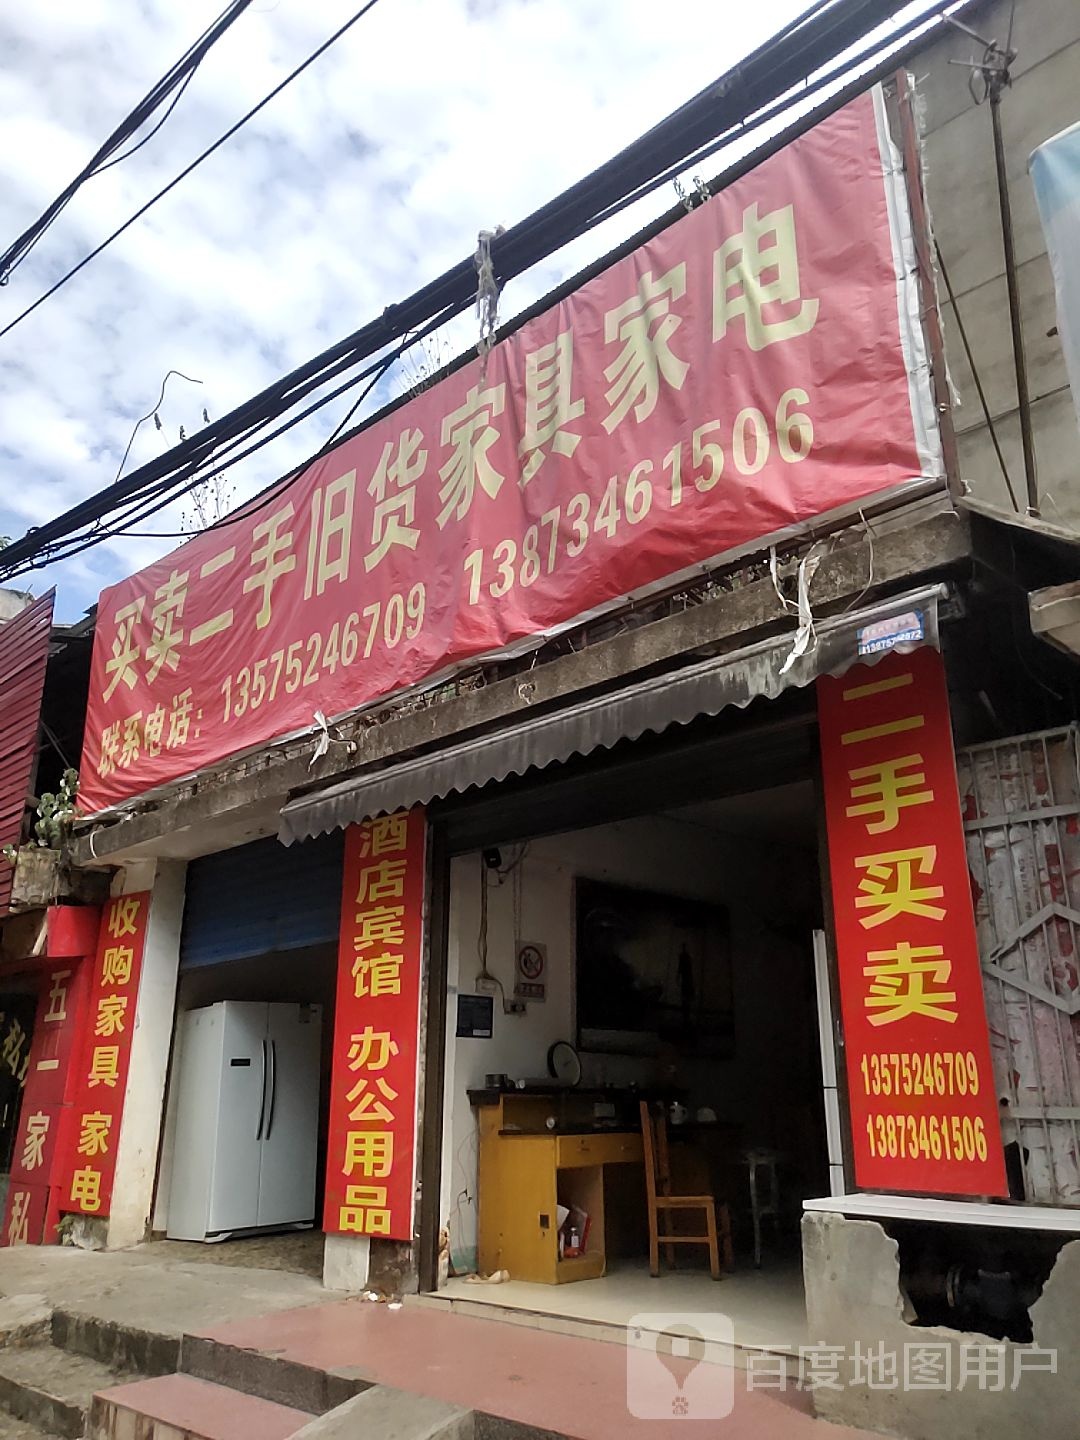 买卖二手旧货家具家电
联系电话：13575246709 13873461506
二手买卖
13575246709
13873461506
酒店宾馆 办公用品
收购家具 家电
五一家私
百度地图用户